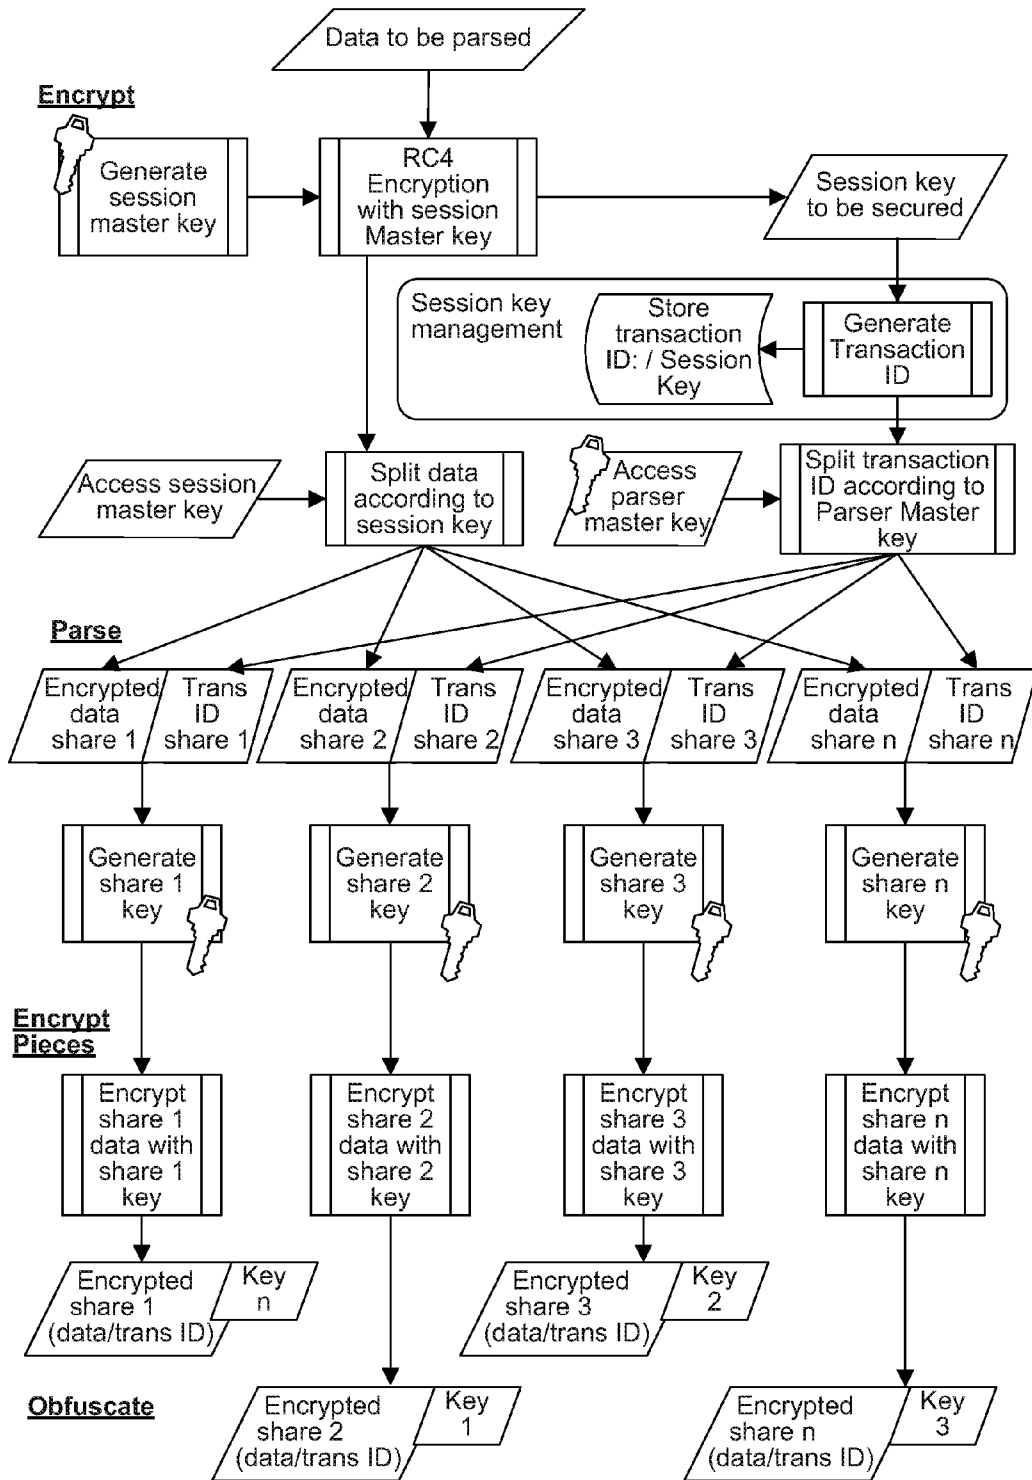 Data to be parsed
Encrypt
Generate
session
master key
RC4
Encryption
with session
Master key
Session key
to be secured
Session key
management
Store
transaction
ID: / Session
Key
Generate
Transaction
ID
Access session
master key
Split data
according to
session key
Access
parser
master key
Split transaction
ID according to
Parser Master
key
Parse
Encrypted
data
share 1
Trans
ID
share 1
Encrypted
data
share 2
Trans
ID
share 2
Encrypted
data
share 3
Trans
ID
share 3
Encrypted
data
share n
Trans
ID
share n
Generate
share 1
key
Generate
share 2
key
Generate
share 3
key
Generate
share n
key
Encrypt
Pieces
Encrypt
share 1
data with
share 1
key
Encrypt
share 2
data with
share 2
key
Encrypt
share 3
data with
share 3
key
Encrypt
share n
data with
share n
key
Encrypted
share 1
(data/trans ID)
Key
n
Encrypted
share 3
(data/trans ID)
Key
2
Obfuscate
Encrypted
share 2
(data/trans ID)
Key
1
Encrypted
share n
(data/trans ID)
Key
3